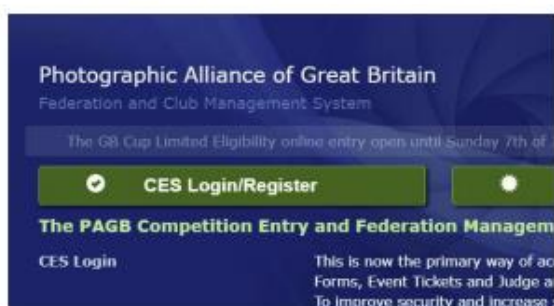 Photographic Alliance of Great Britain
Federation and Club Management System
The GB Cup Limited Eligibility online entry open until Sunday 7th of
CES Login/Register
The PAGB Competition Entry and Federation Managem
CES Login
This is now the primary way of ac
Forms, Event Tickets and Judge a
To improve security and increase